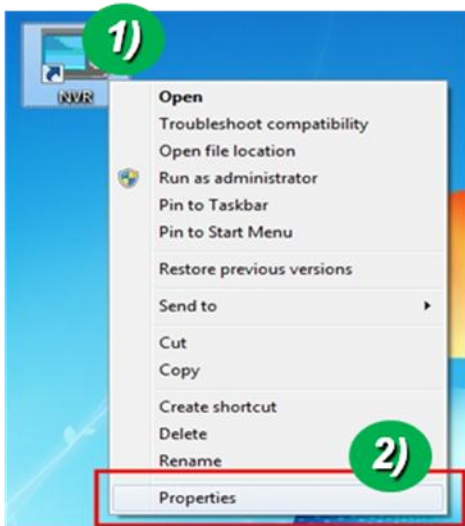 1)
NVR
Open
Troubleshoot compatibility
Open file location
Run as administrator
Pin to Taskbar
Pin to Start Menu
Restore previous versions
Send to
Cut
Copy
Create shortcut
Delete
Rename
2)
Properties